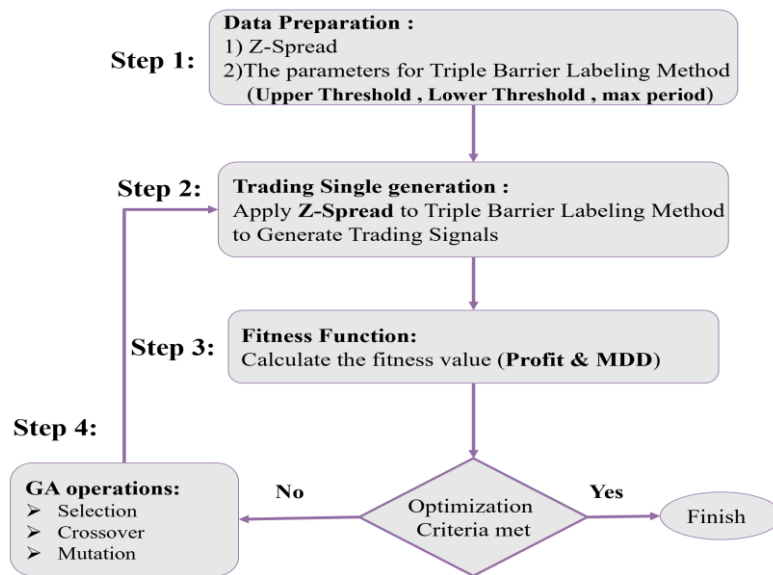 Step 1:
Data Preparation :
1) Z-Spread
2)The parameters for Triple Barrier Labeling Method
(Upper Threshold , Lower Threshold , max period)
Step 2:
Trading Single generation :
Apply Z-Spread to Triple Barrier Labeling Method
to Generate Trading Signals
Step 3:
Fitness Function:
Calculate the fitness value (Profit & MDD)
Step 4:
GA operations:
➢ Selection
➢ Crossover
➢ Mutation
No
Optimization
Criteria met
Yes
Finish